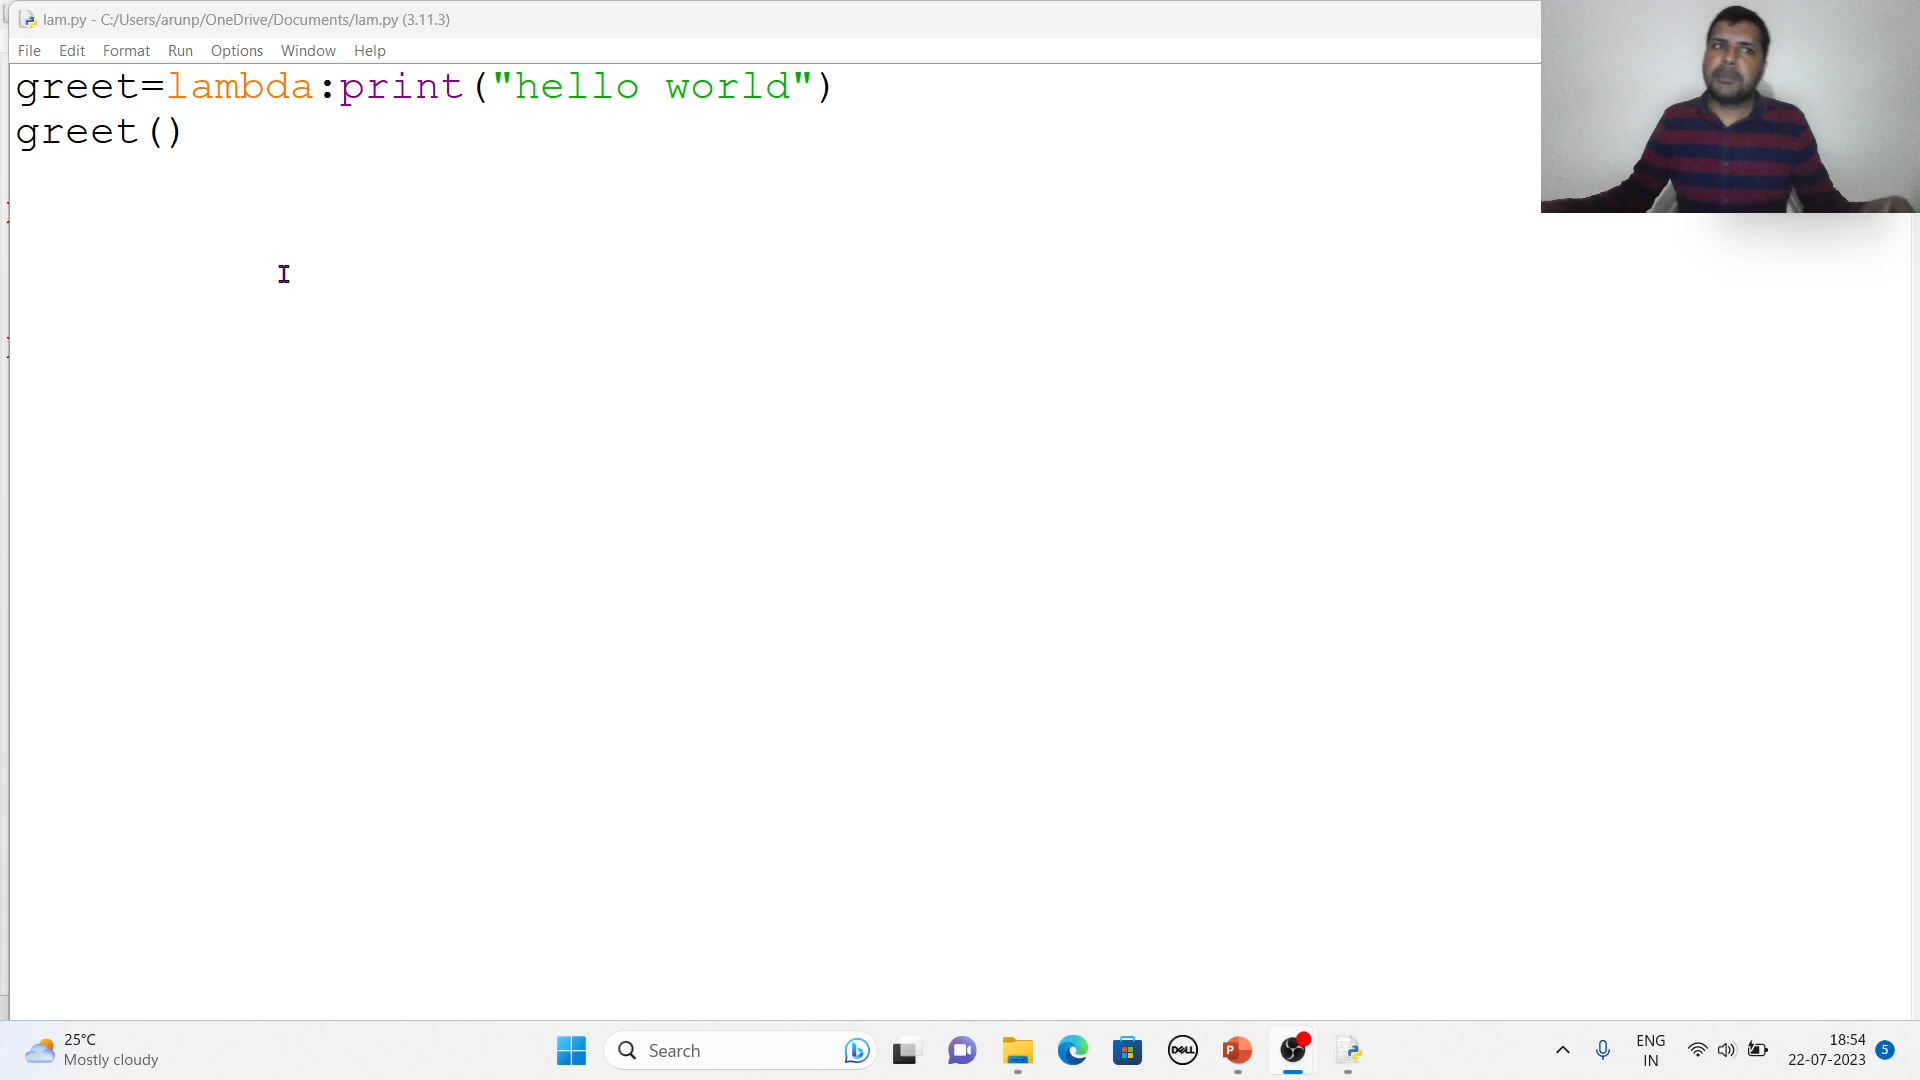 lam.py - C:/Users/arunp/OneDrive/Documents/lam.py (3.11.3)
File Edit Format Run Options Window Help
greet=lambda:print("hello world")
greet()
25°C
Mostly cloudy
Search
DELL
P
ENG
IN
18:54
22-07-2023
5